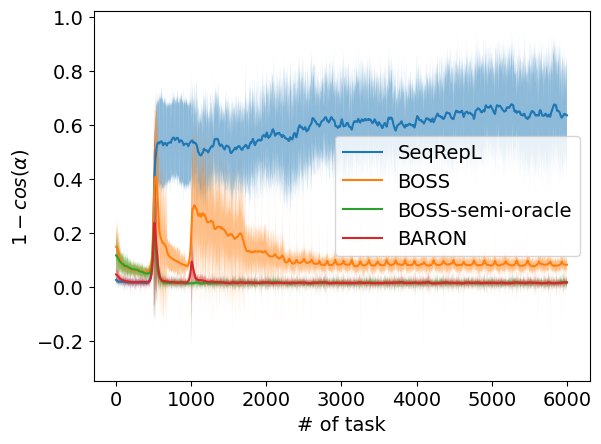 1.0
0.8
0.6
0.4
0.2
0.0
−0.2
1 − cos(α)
SeqRepL
BOSS
BOSS-semi-oracle
BARON
0 1000 2000 3000 4000 5000 6000
# of task